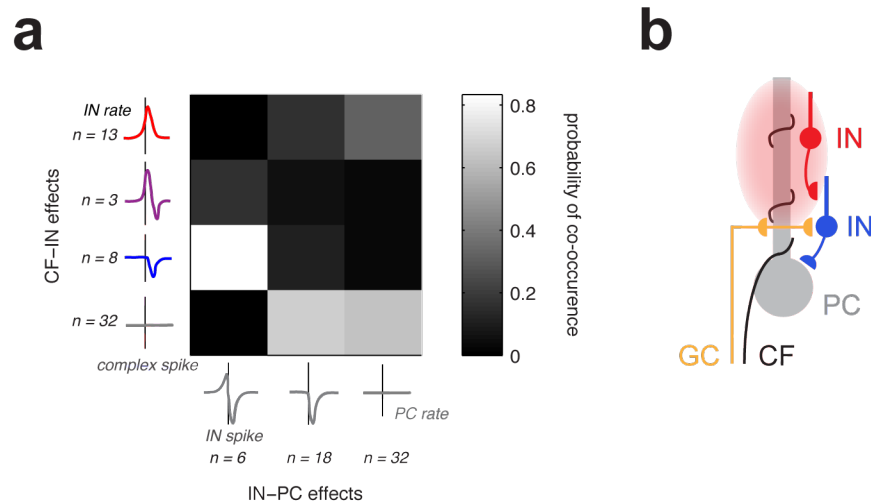 a
b
IN rate
n = 13
n = 3
n = 8
n = 32
CF–IN effects
complex spike
0.8
0.6
0.4
0.2
0
probability of co-occurence
PC rate
IN spike
n = 6
n = 18
n = 32
IN–PC effects
IN
IN
PC
GC
CF